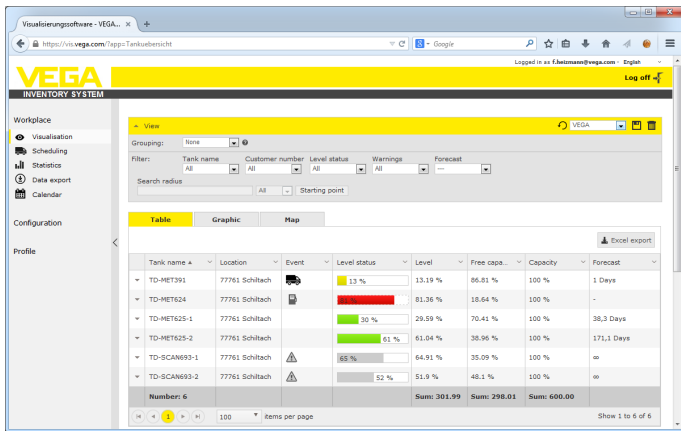 Visualisierungssoftware - VEGA...
https://vis.vega.com/?app=Tankuebersicht
Google
Logged in as f.heizmann@vega.com - English
VEGA
Log off
INVENTORY SYSTEM
Workplace
Visualisation
Scheduling
Statistics
Data export
Calendar
Configuration
Profile
View
VEGA
Grouping: None
Filter: Tank name Customer number Level status Warnings Forecast
All All All All ---
Search radius
All Starting point
Table Graphic Map
Excel export
Tank name Location Event Level status Level Free capa... Capacity Forecast
TD-MET391 77761 Schiltach 13 % 13.19 % 86.81 % 100 % 1 Days
TD-MET624 77761 Schiltach 81 % 81.36 % 18.64 % 100 % -
TD-MET625-1 77761 Schiltach 30 % 29.59 % 70.41 % 100 % 38,3 Days
TD-MET625-2 77761 Schiltach 61 % 61.04 % 38.96 % 100 % 171,1 Days
TD-SCAN693-1 77761 Schiltach 65 % 64.91 % 35.09 % 100 % ∞
TD-SCAN693-2 77761 Schiltach 52 % 51.9 % 48.1 % 100 % ∞
Number: 6 Sum: 301.99 Sum: 298.01 Sum: 600.00
1 100 items per page Show 1 to 6 of 6